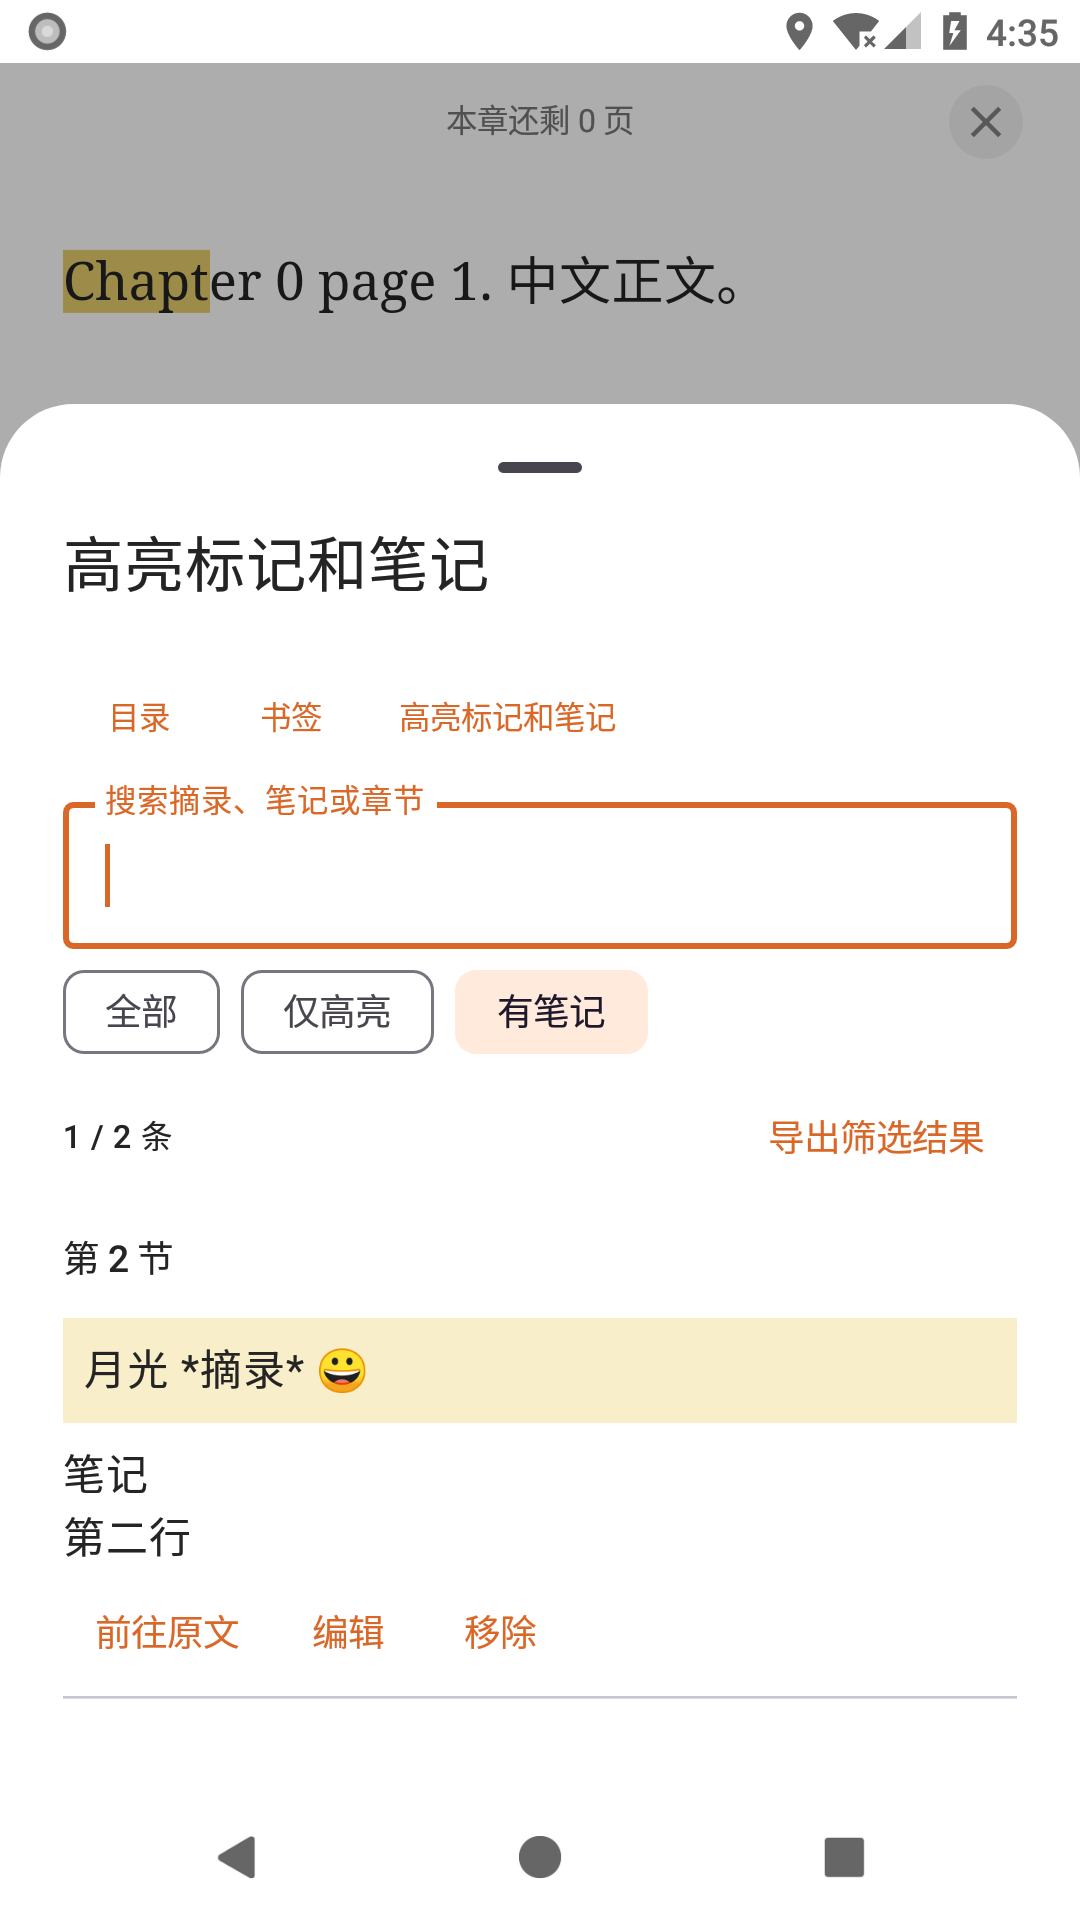 4:35
本章还剩 0 页
Chapter 0 page 1. 中文正文。
高亮标记和笔记
目录 书签 高亮标记和笔记
搜索摘录、笔记或章节
全部 仅高亮 有笔记
1 / 2 条 导出筛选结果
第 2 节
月光 *摘录* 😀
笔记
第二行
前往原文 编辑 移除